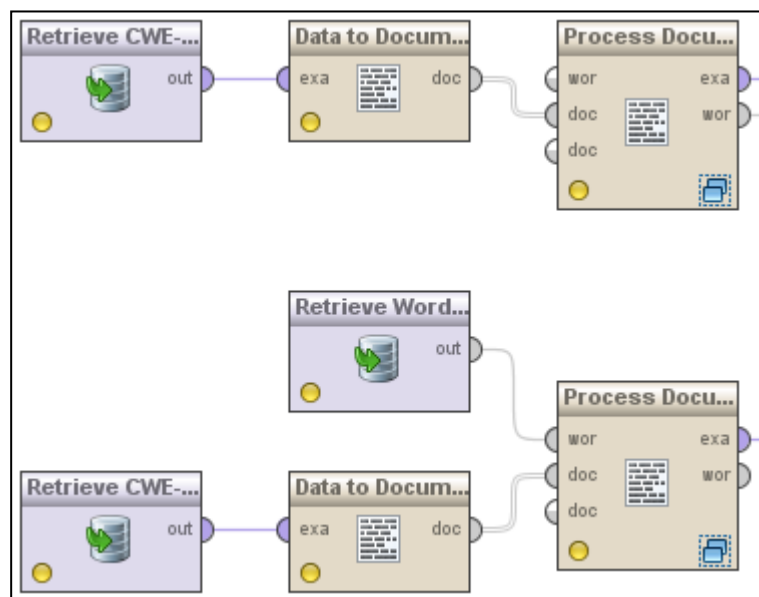 Retrieve CWE-...
out
Data to Docum...
exa doc
Process Docu...
wor exa
doc wor
doc
Retrieve Word...
out
Process Docu...
wor exa
doc wor
doc
Retrieve CWE-...
out
Data to Docum...
exa doc